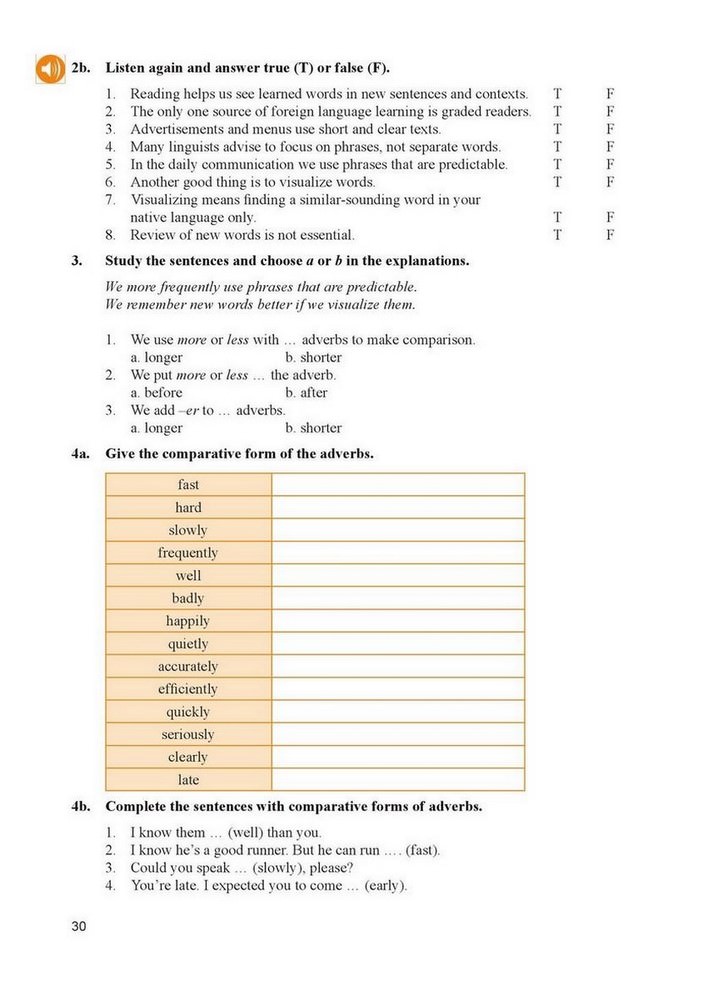 2b. Listen again and answer true (T) or false (F).
1. Reading helps us see learned words in new sentences and contexts. T F
2. The only one source of foreign language learning is graded readers. T F
3. Advertisements and menus use short and clear texts. T F
4. Many linguists advise to focus on phrases, not separate words. T F
5. In the daily communication we use phrases that are predictable. T F
6. Another good thing is to visualize words. T F
7. Visualizing means finding a similar-sounding word in your
native language only. T F
8. Review of new words is not essential. T F
3. Study the sentences and choose a or b in the explanations.
We more frequently use phrases that are predictable.
We remember new words better if we visualize them.
1. We use more or less with … adverbs to make comparison.
a. longer b. shorter
2. We put more or less … the adverb.
a. before b. after
3. We add –er to … adverbs.
a. longer b. shorter
4a. Give the comparative form of the adverbs.
fast
hard
slowly
frequently
well
badly
happily
quietly
accurately
efficiently
quickly
seriously
clearly
late
4b. Complete the sentences with comparative forms of adverbs.
1. I know them … (well) than you.
2. I know he's a good runner. But he can run …. (fast).
3. Could you speak … (slowly), please?
4. You're late. I expected you to come … (early).
30